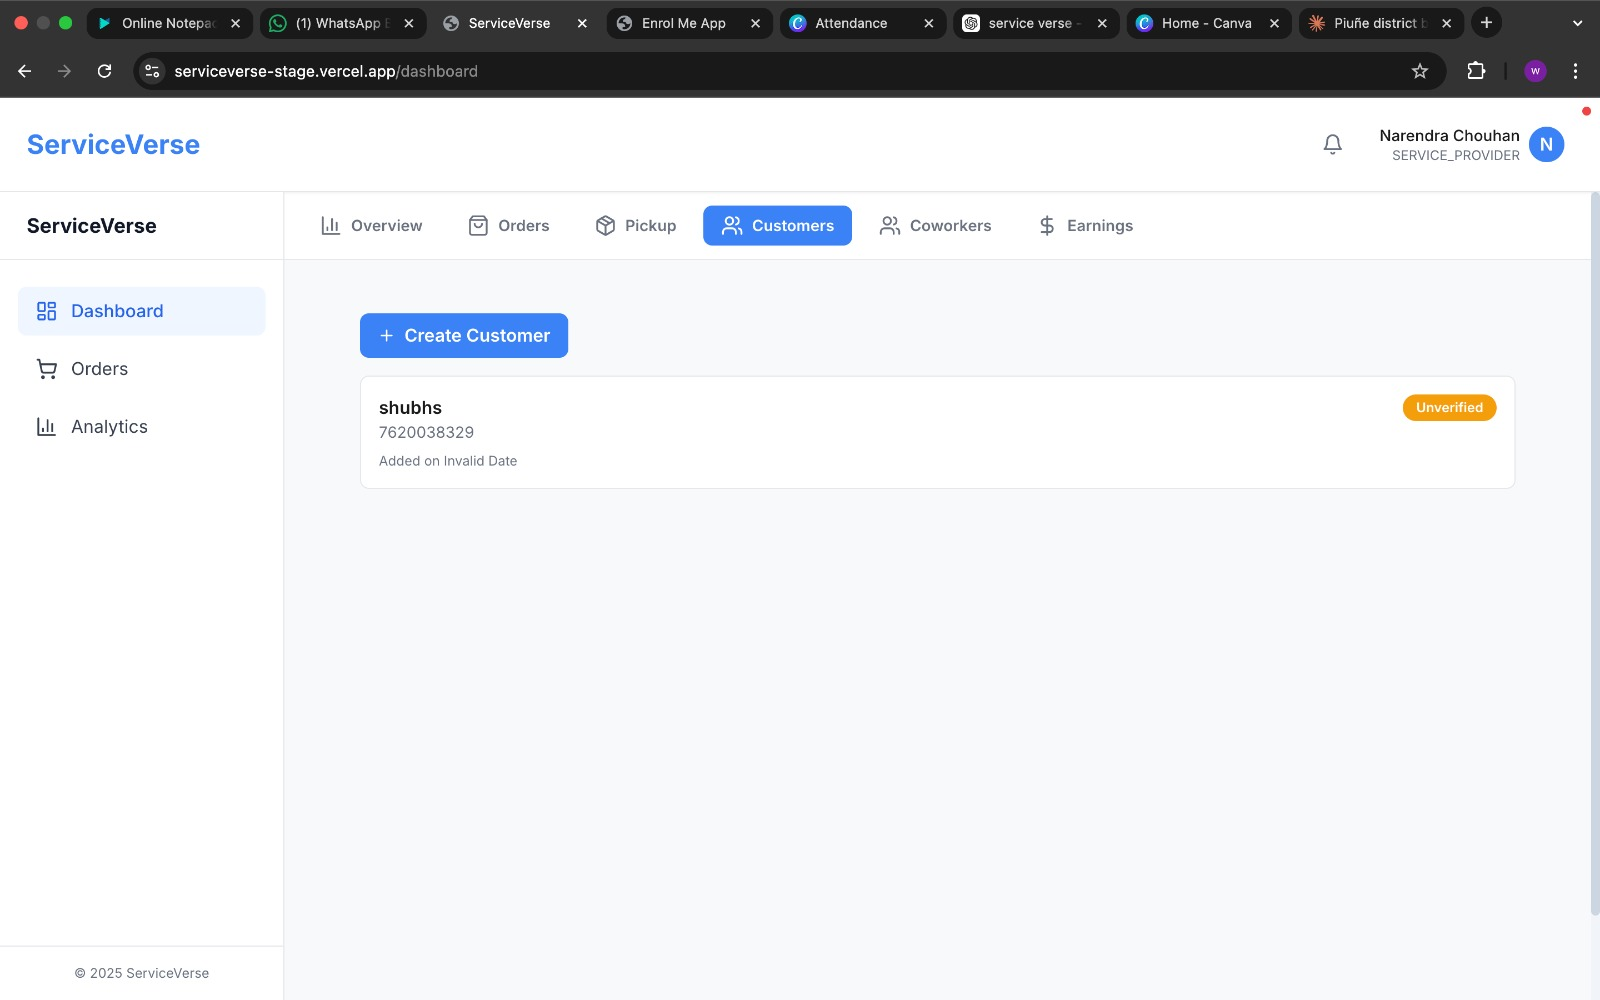 Online Notepa
(1) WhatsApp B
ServiceVerse
Enrol Me App
Attendance
service verse -
Home - Canva
Piuñe district b
serviceverse-stage.vercel.app/dashboard
w
ServiceVerse
Narendra Chouhan
SERVICE_PROVIDER
N
ServiceVerse
Overview
Orders
Pickup
Customers
Coworkers
Earnings
Dashboard
Orders
Analytics
+ Create Customer
shubhs
Unverified
7620038329
Added on Invalid Date
© 2025 ServiceVerse